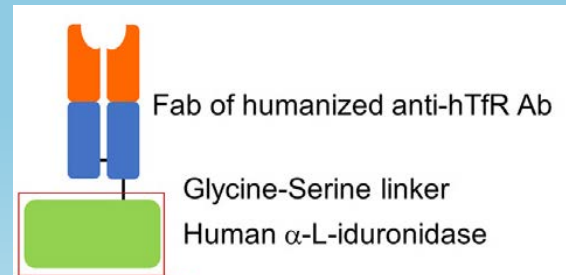 Fab of humanized anti-hTfR Ab
Glycine-Serine linker
Human α-L-iduronidase